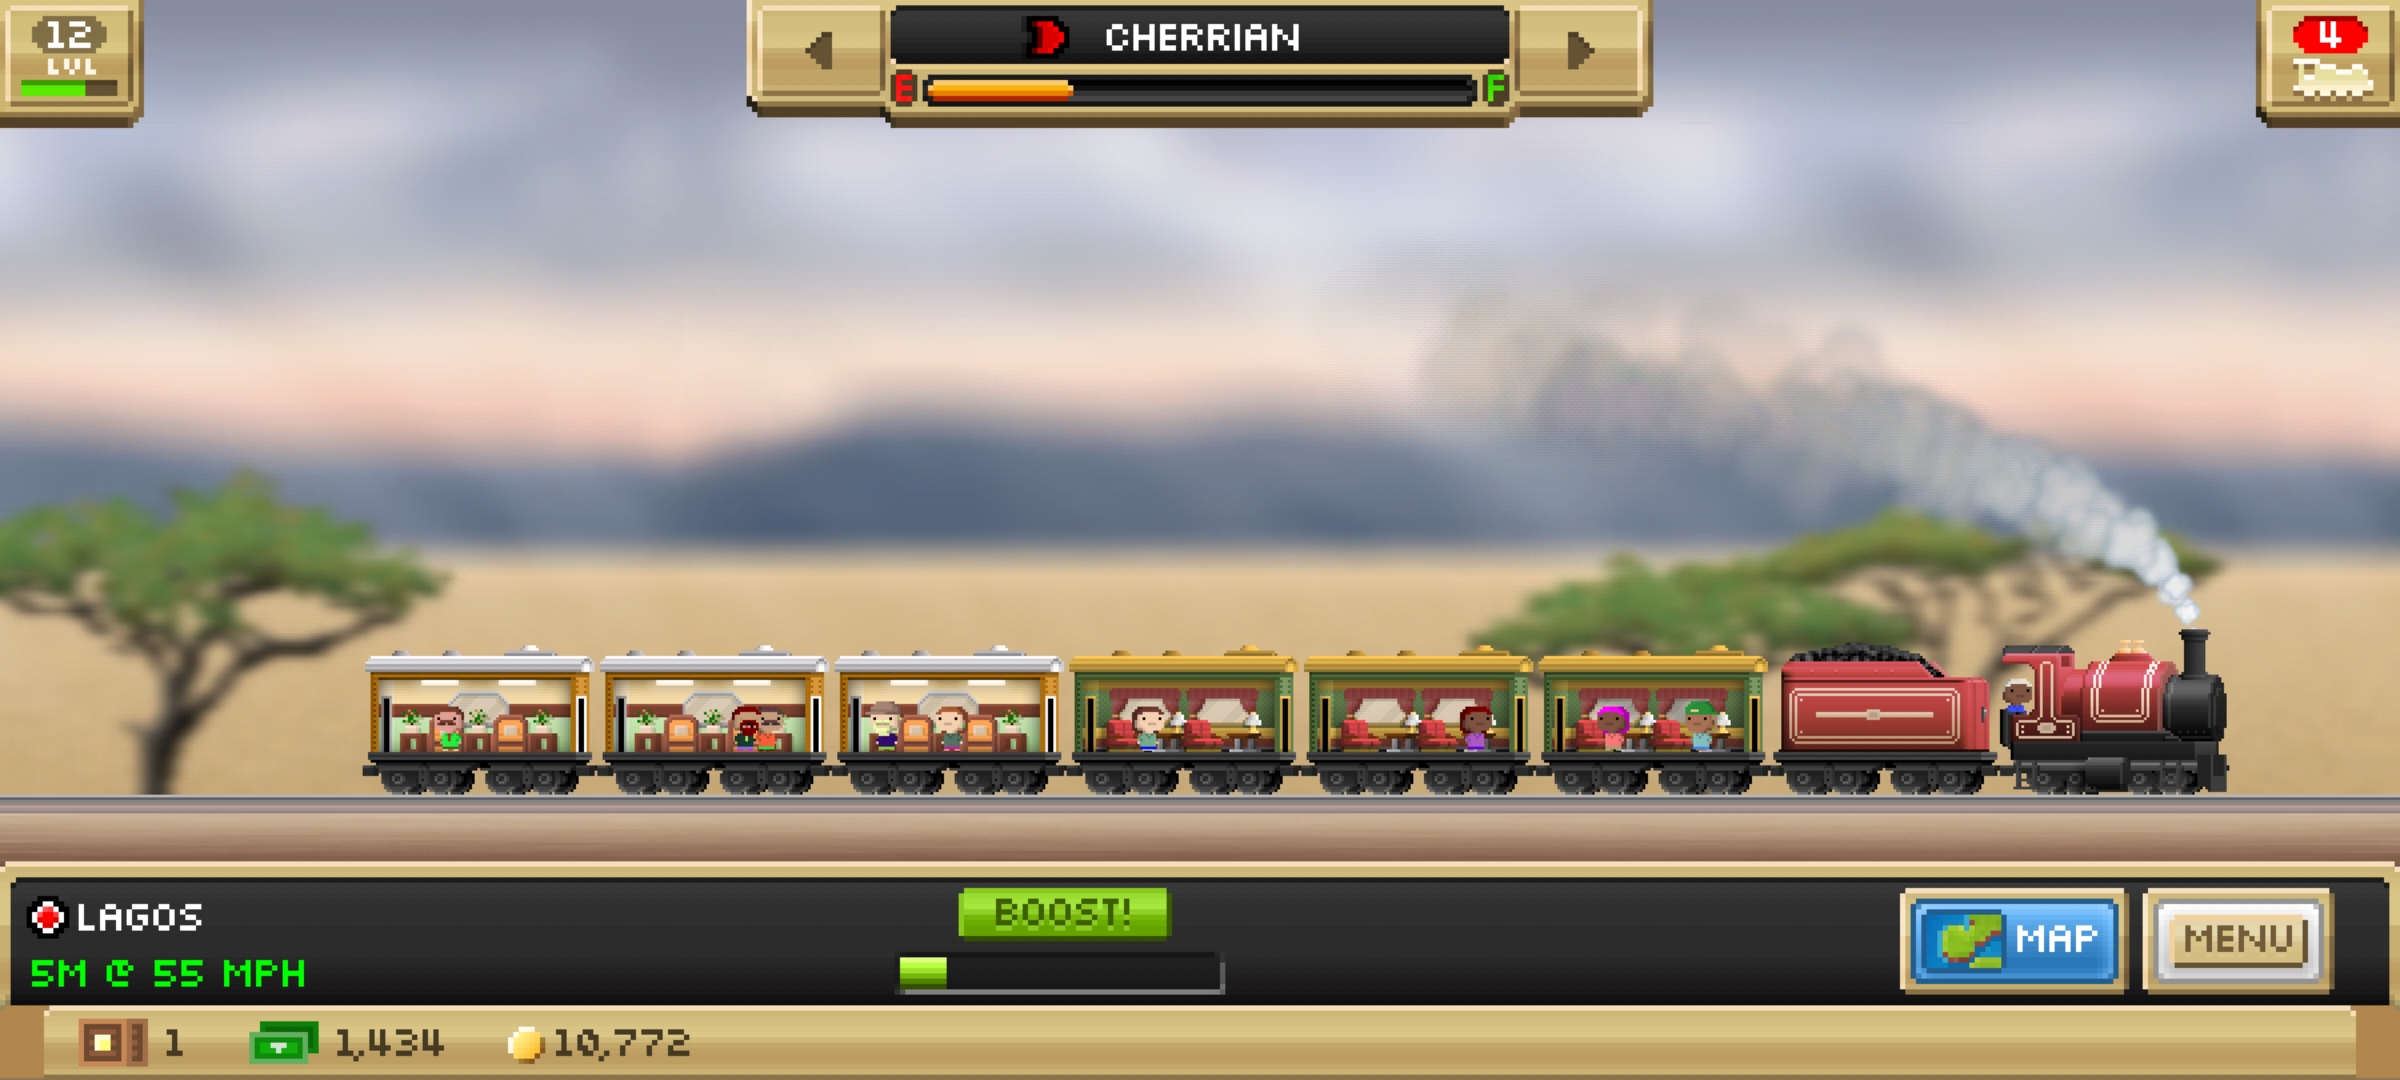 12
LVL
CHERRIAN
E F
4
LAGOS
5M @ 55 MPH
BOOST!
MAP
MENU
1
1,434
10,772